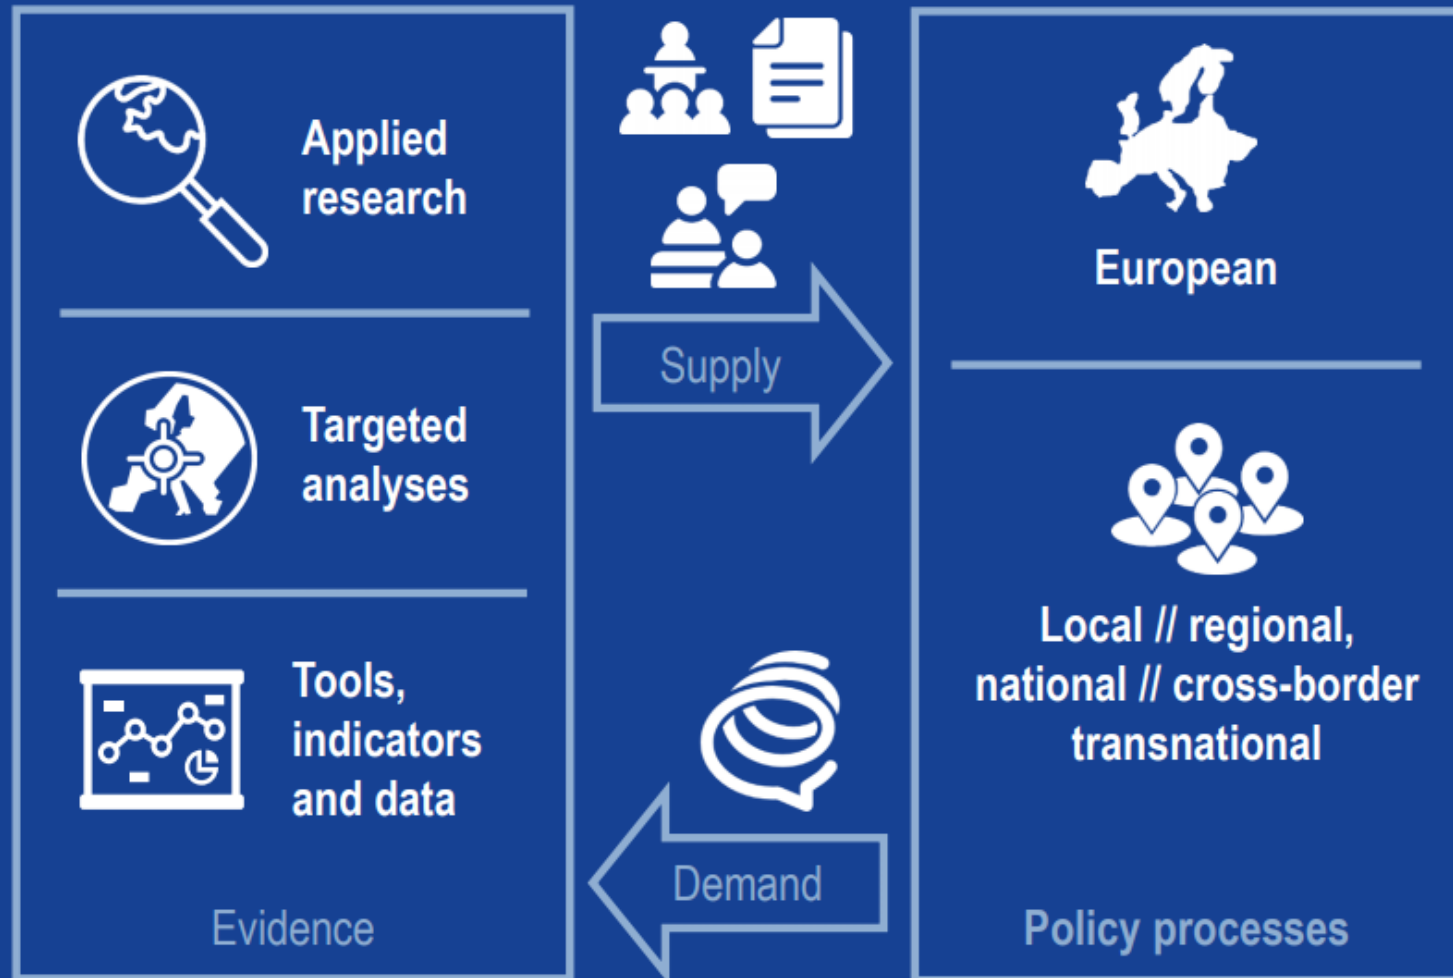 Applied
research
Targeted
analyses
Tools,
indicators
and data
Evidence
Supply
Demand
European
Local // regional,
national // cross-border
transnational
Policy processes